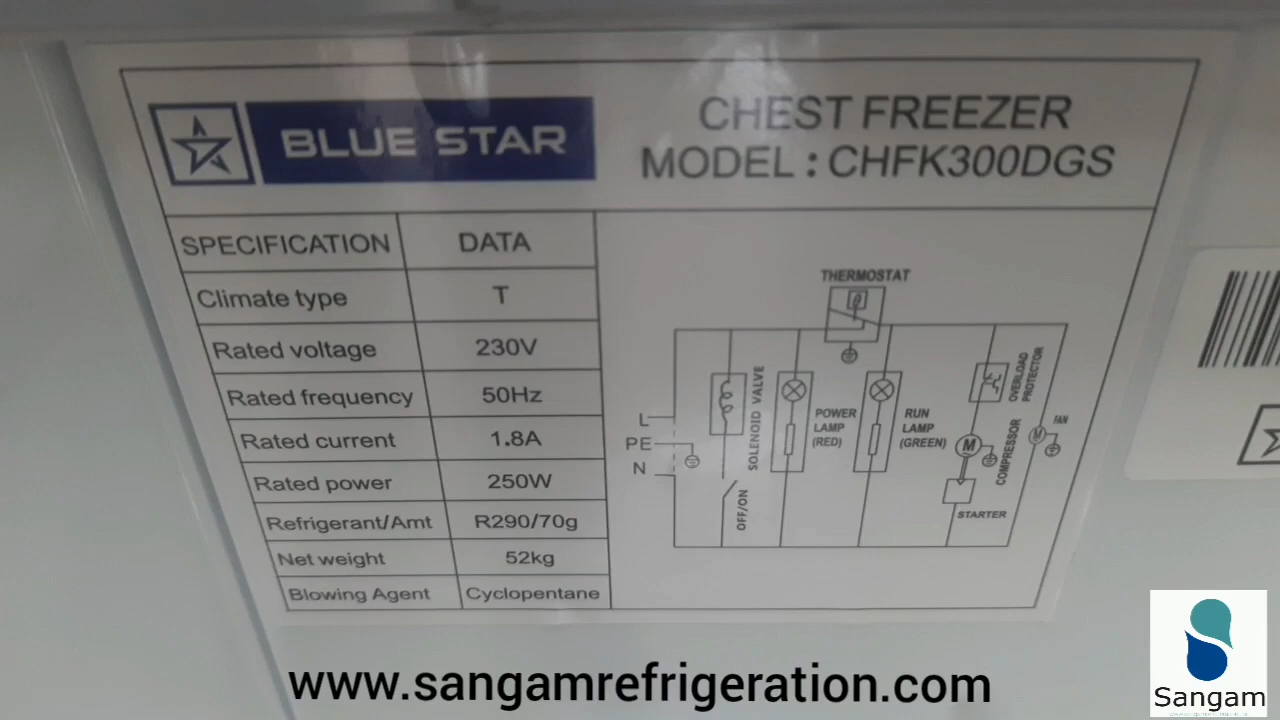 BLUE STAR
CHEST FREEZER
MODEL : CHFK300DGS
SPECIFICATION DATA
Climate type T
Rated voltage 230V
Rated frequency 50Hz
Rated current 1.8A
Rated power 250W
Refrigerant/Amt R290/70g
Net weight 52kg
Blowing Agent Cyclopentane
THERMOSTAT
L
PE
N
SOLENOID VALVE
OFF/ON
POWER
LAMP
(RED)
RUN
LAMP
(GREEN)
OVERLOAD
PROTECTOR
M
COMPRESSOR
STARTER
FAN
M
www.sangamrefrigeration.com
Sangam